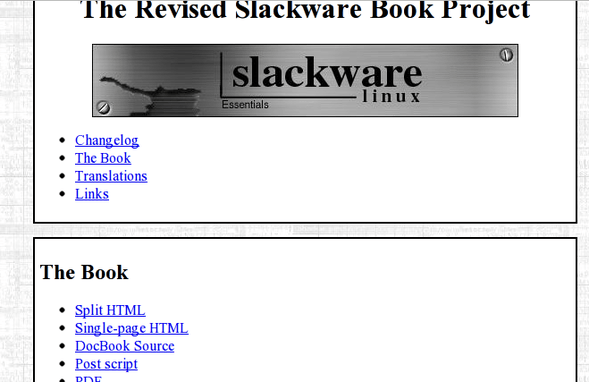 The Revised Slackware Book Project
slackware
linux
Essentials
Changelog
The Book
Translations
Links
The Book
Split HTML
Single-page HTML
DocBook Source
Post script
PDF